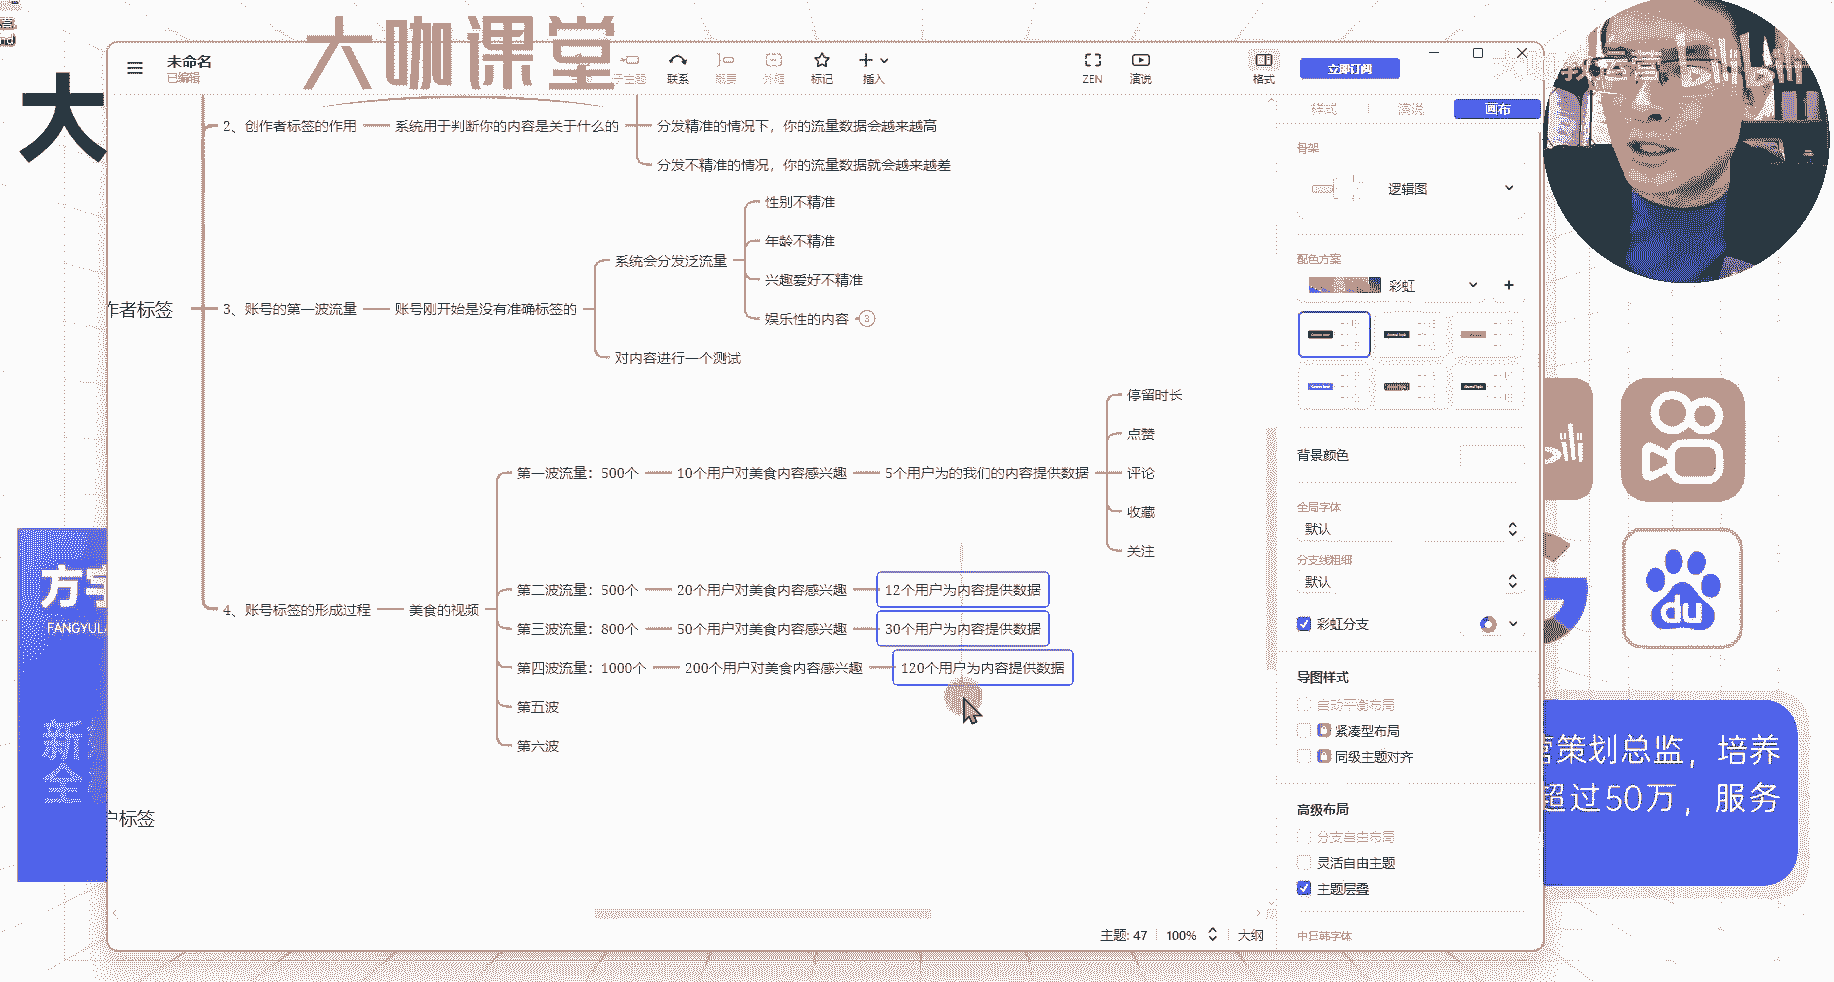 大咖课堂
大
未命名
已编辑
子主题
联系
概要
外框
标记
插入
ZEN
演说
格式
立即订阅
样式
演说
画布
2、创作者标签的作用
系统用于判断你的内容是关于什么的
分发精准的情况下，你的流量数据会越来越高
分发不精准的情况，你的流量数据就会越来越差
作者标签
3、账号的第一波流量
账号刚开始是没有准确标签的
系统会分发泛流量
性别不精准
年龄不精准
兴趣爱好不精准
娱乐性的内容
3
对内容进行一个测试
4、账号标签的形成过程
美食的视频
第一波流量：500个
10个用户对美食内容感兴趣
5个用户为的我们的内容提供数据
停留时长
点赞
评论
收藏
关注
第二波流量：500个
20个用户对美食内容感兴趣
12个用户为内容提供数据
第三波流量：800个
50个用户对美食内容感兴趣
30个用户为内容提供数据
第四波流量：1000个
200个用户对美食内容感兴趣
120个用户为内容提供数据
第五波
第六波
户标签
骨架
逻辑图
配色方案
彩虹
背景颜色
全局字体
默认
分支线粗细
默认
彩虹分支
导图样式
自动平衡布局
紧凑型布局
同级主题对齐
高级布局
分支自由布局
灵活自由主题
主题层叠
中日韩字体
主题: 47
100%
大纲
bilibili
du
方宇
FANGYUL
新
全
营策划总监，培养
超过50万，服务